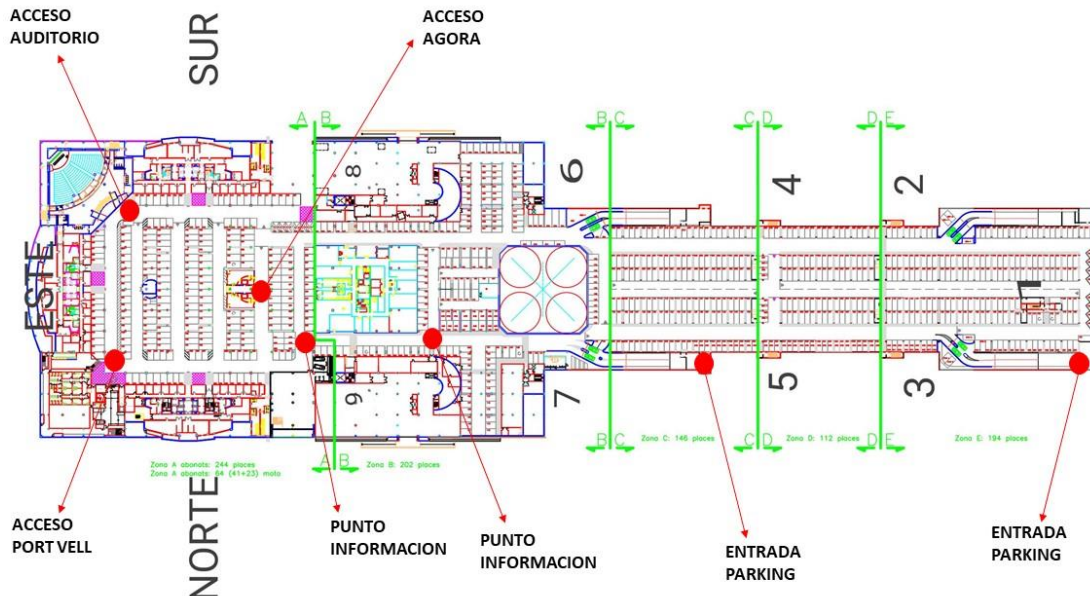 ACCESO
AUDITORIO
SUR
ACCESO
AGORA
A B
B C
C D
D E
8
6
4
2
ESTE
1
9
7
5
3
A B
B C
C D
D E
Zona A abonats: 244 places
Zona A abonats: 64 (41+23) moto
Zona B: 202 places
Zona C: 146 places
Zona D: 112 places
Zona E: 194 places
NORTE
ACCESO
PORT VELL
PUNTO
INFORMACION
PUNTO
INFORMACION
ENTRADA
PARKING
ENTRADA
PARKING